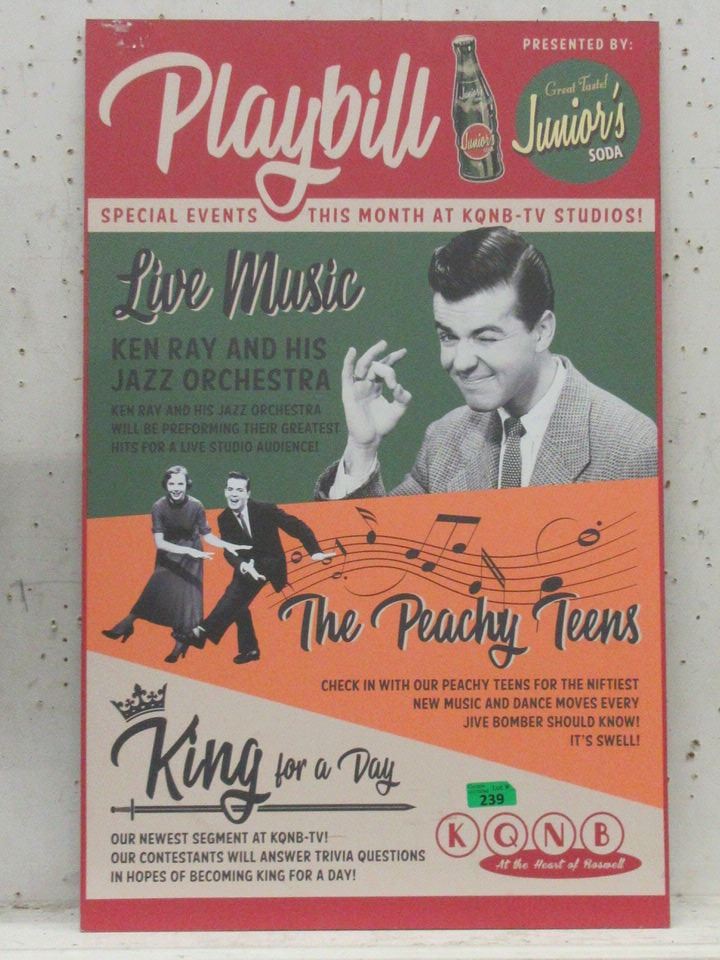 Playbill
PRESENTED BY:
Junior's
Great Taste!
Junior's
SODA
SPECIAL EVENTS THIS MONTH AT KQNB-TV STUDIOS!
Live Music
KEN RAY AND HIS
JAZZ ORCHESTRA
KEN RAY AND HIS JAZZ ORCHESTRA
WILL BE PREFORMING THEIR GREATEST
HITS FOR A LIVE STUDIO AUDIENCE!
The Peachy Teens
CHECK IN WITH OUR PEACHY TEENS FOR THE NIFTIEST
NEW MUSIC AND DANCE MOVES EVERY
JIVE BOMBER SHOULD KNOW!
IT'S SWELL!
King for a Day
Lot #
239
OUR NEWEST SEGMENT AT KQNB-TV!
OUR CONTESTANTS WILL ANSWER TRIVIA QUESTIONS
IN HOPES OF BECOMING KING FOR A DAY!
KQNB
At the Heart of Roswell